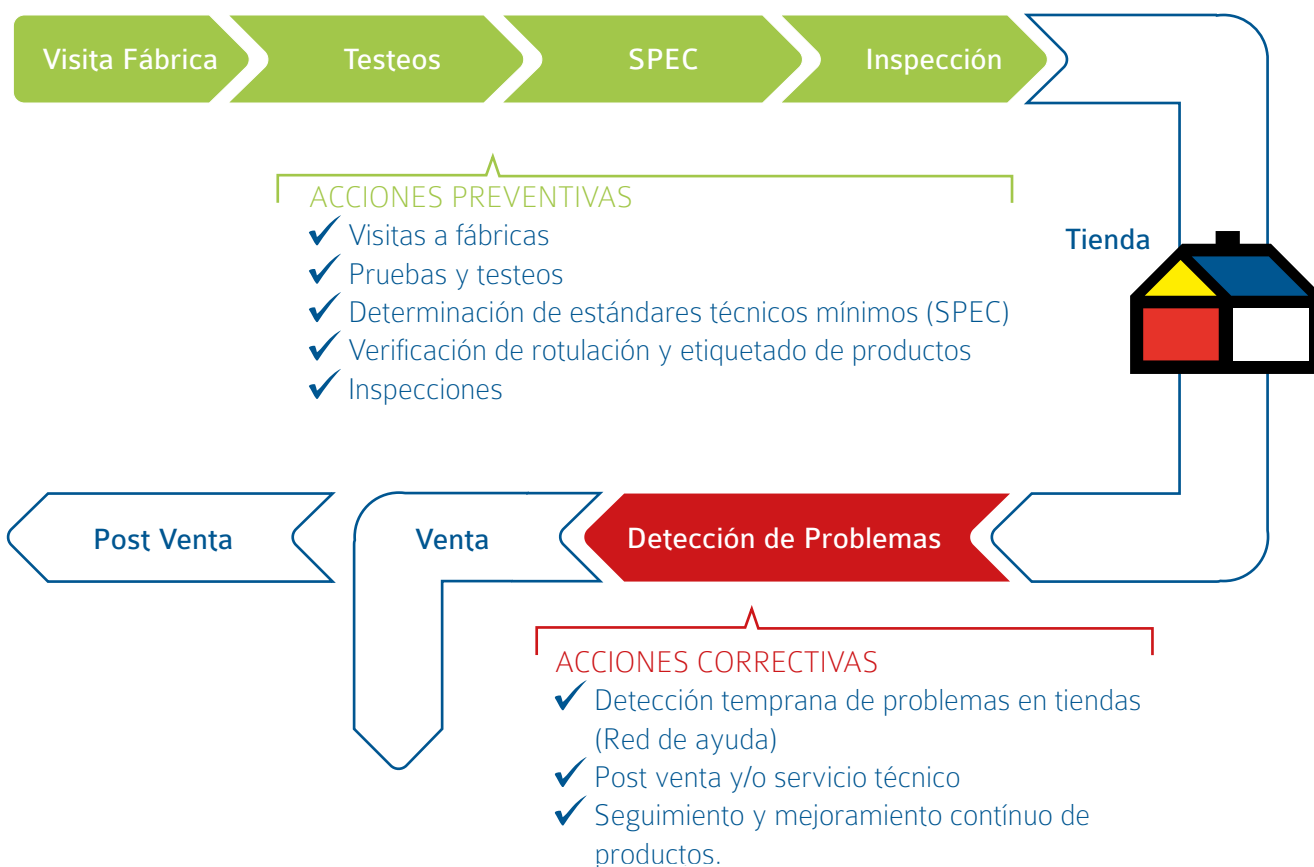 Visita Fábrica
Testeos
SPEC
Inspección
ACCIONES PREVENTIVAS
Visitas a fábricas
Pruebas y testeos
Determinación de estándares técnicos mínimos (SPEC)
Verificación de rotulación y etiquetado de productos
Inspecciones
Tienda
Post Venta
Venta
Detección de Problemas
ACCIONES CORRECTIVAS
Detección temprana de problemas en tiendas
(Red de ayuda)
Post venta y/o servicio técnico
Seguimiento y mejoramiento contínuo de
productos.